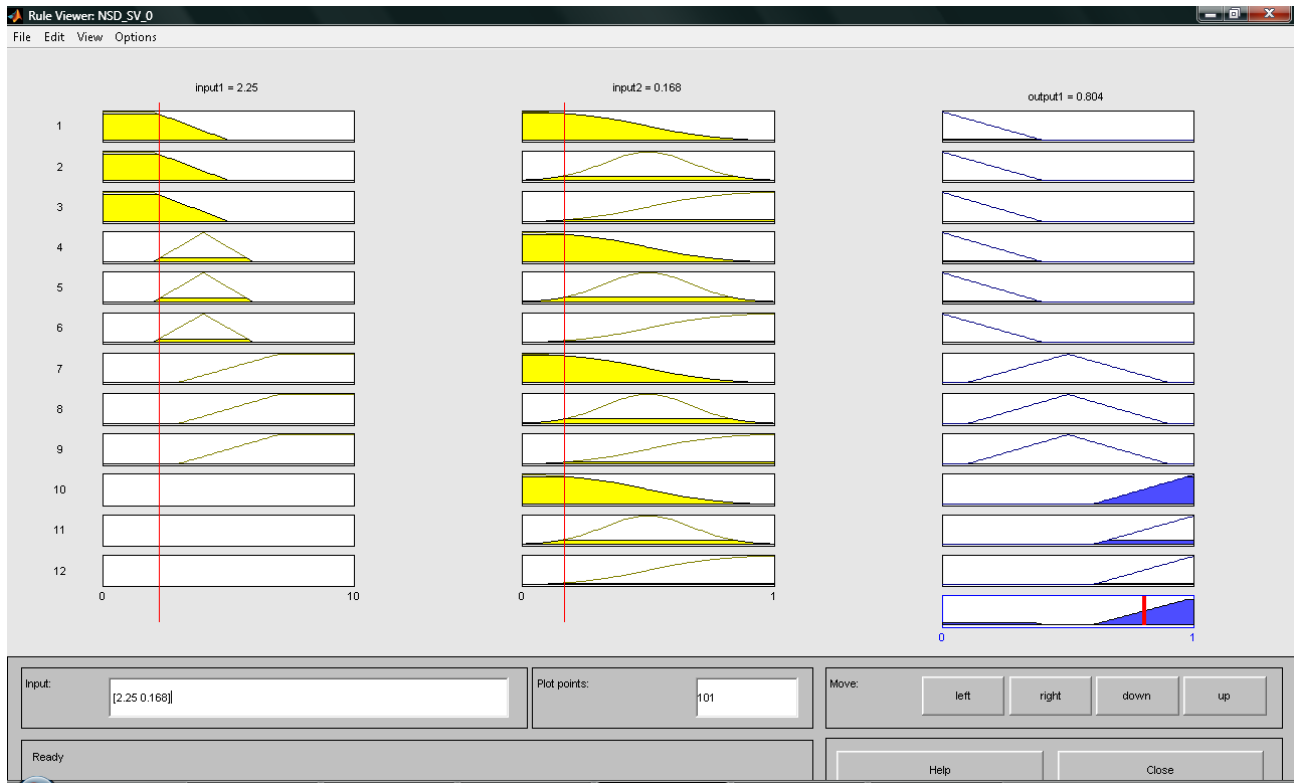 Rule Viewer: NSD_SV_0
File Edit View Options
input1 = 2.25
input2 = 0.168
output1 = 0.804
1
2
3
4
5
6
7
8
9
10
11
12
0
10
0
1
0
1
Input:
[2.25 0.168]
Plot points:
101
Move:
left
right
down
up
Ready
Help
Close